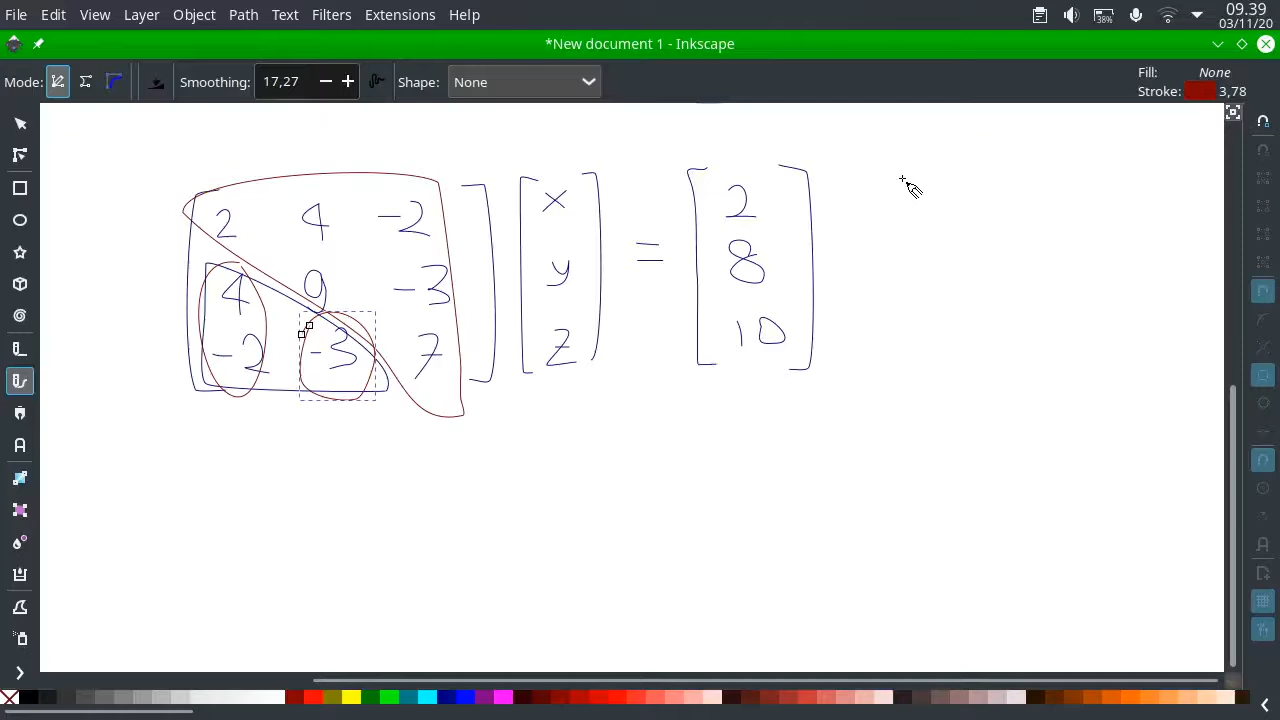 File Edit View Layer Object Path Text Filters Extensions Help
38%
09.39
03/11/20
*New document 1 - Inkscape
Mode: Smoothing: 17,27 Shape: None
Fill: None
Stroke: 3,78
2 4 -2 x 2
4 9 -3 y = 8
-2 -3 7 z 10